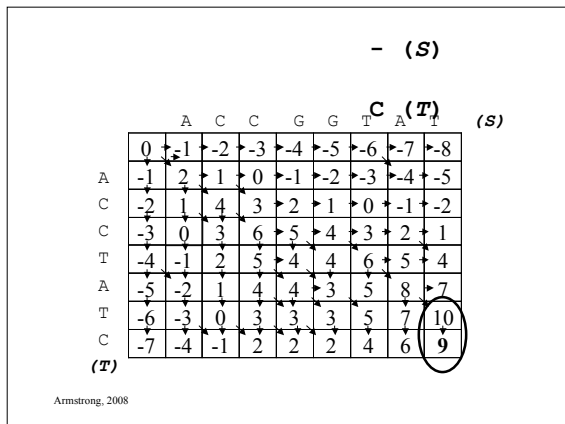 - (S)
C (T)
A C C G G T A T (S)
0 -1 -2 -3 -4 -5 -6 -7 -8
A -1 2 1 0 -1 -2 -3 -4 -5
C -2 1 4 3 2 1 0 -1 -2
C -3 0 3 6 5 4 3 2 1
T -4 -1 2 5 4 4 6 5 4
A -5 -2 1 4 4 3 5 8 7
T -6 -3 0 3 3 3 5 7 10
C -7 -4 -1 2 2 2 4 6 9
(T)
Armstrong, 2008